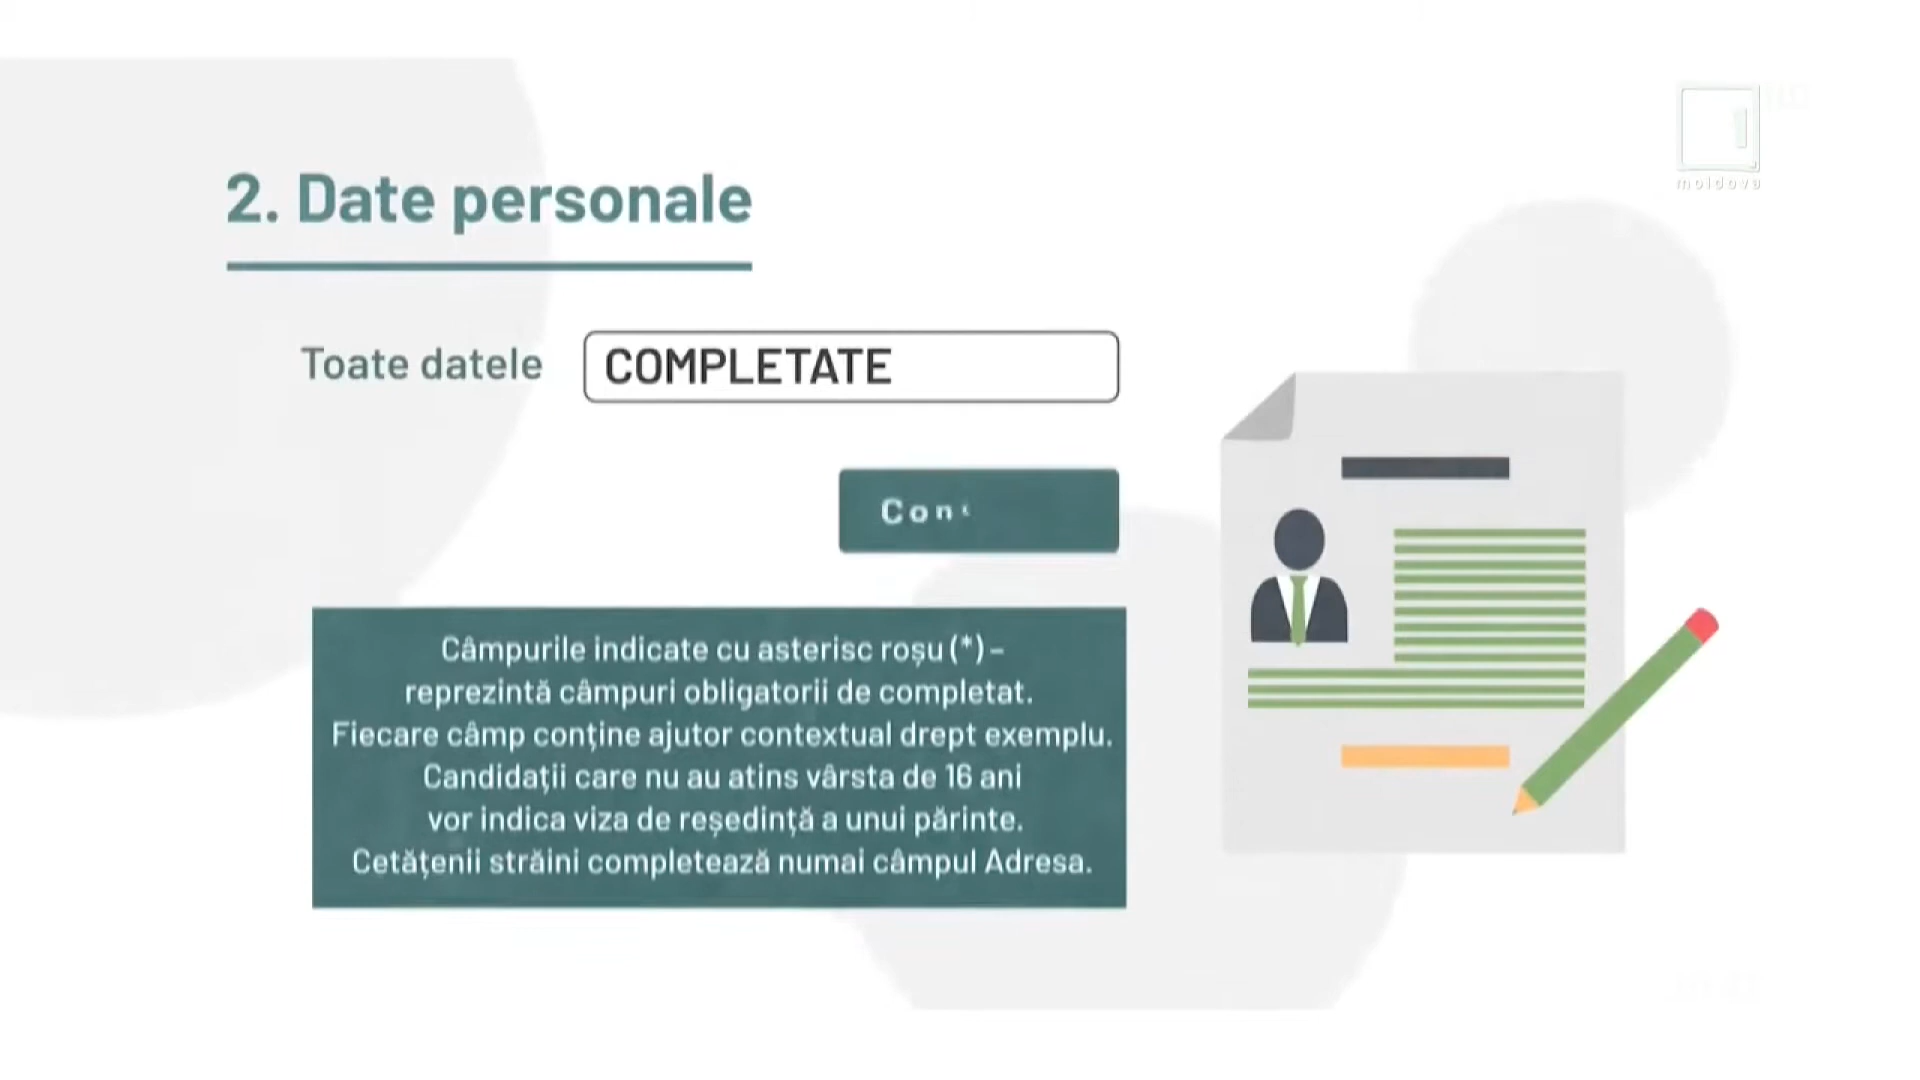 moldova
2. Date personale
Toate datele
COMPLETATE
Câmpurile indicate cu asterisc roșu (*) -
reprezintă câmpuri obligatorii de completat.
Fiecare câmp conține ajutor contextual drept exemplu.
Candidații care nu au atins vârsta de 16 ani
vor indica viza de reședință a unui părinte.
Cetățenii străini completează numai câmpul Adresa.